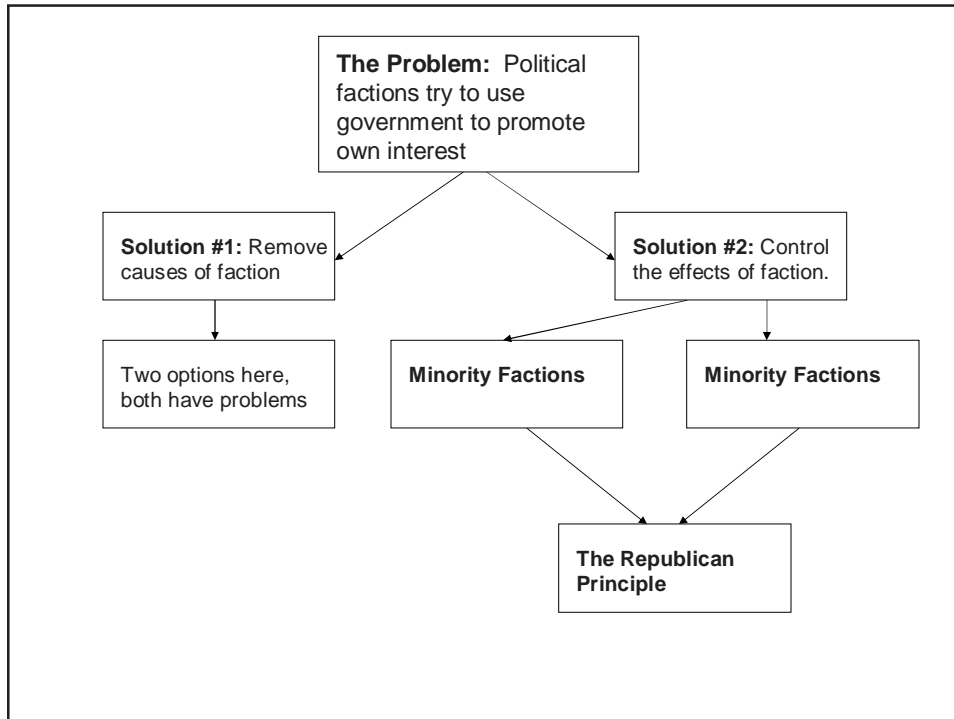 The Problem: Political
factions try to use
government to promote
own interest
Solution #1: Remove
causes of faction
Solution #2: Control
the effects of faction.
Two options here,
both have problems
Minority Factions
Minority Factions
The Republican
Principle